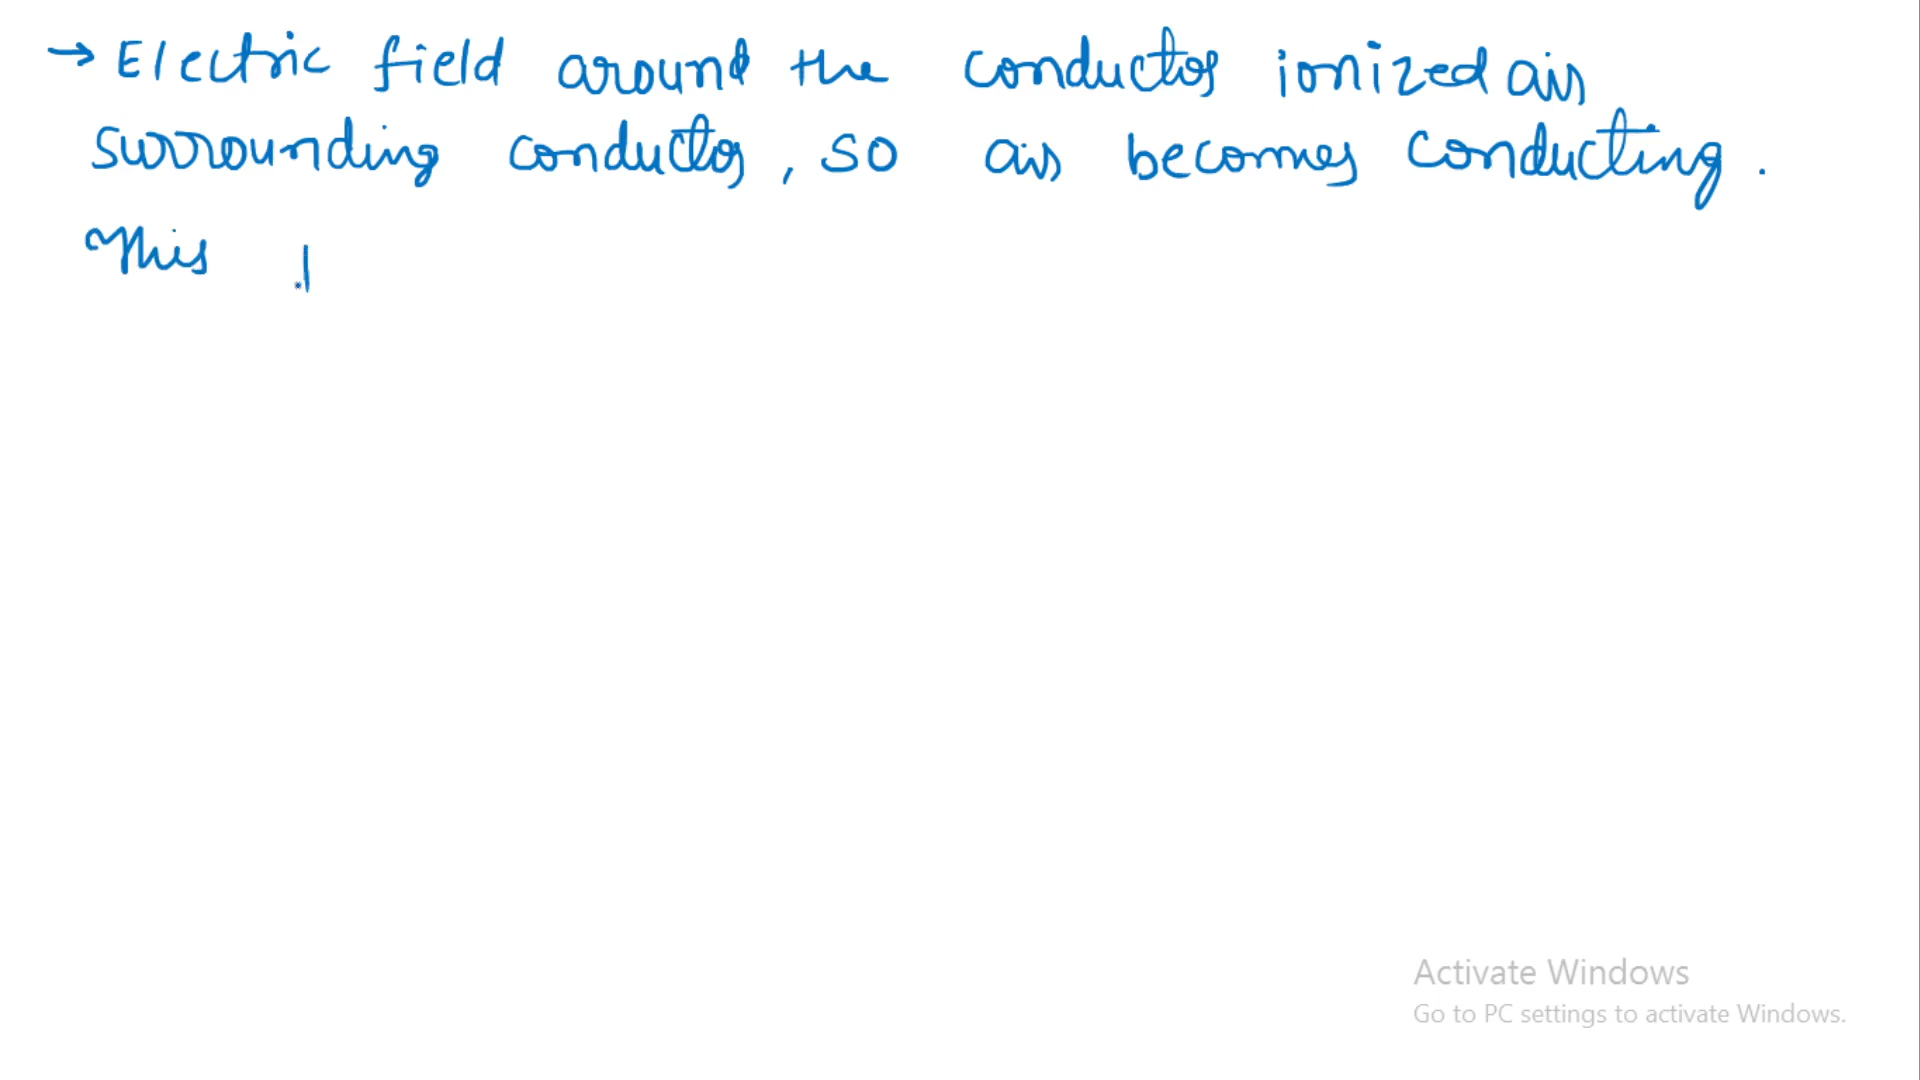 → Electric field around the conductor ionized air
surrounding conductor, so air becomes conducting.
This
Activate Windows
Go to PC settings to activate Windows.